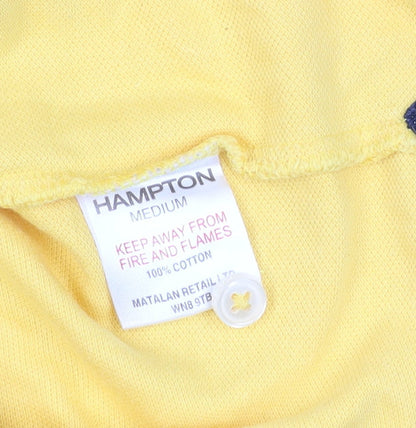 HAMPTON
MEDIUM
KEEP AWAY FROM
FIRE AND FLAMES
100% COTTON
MATALAN RETAIL LTD
WN8 9TB